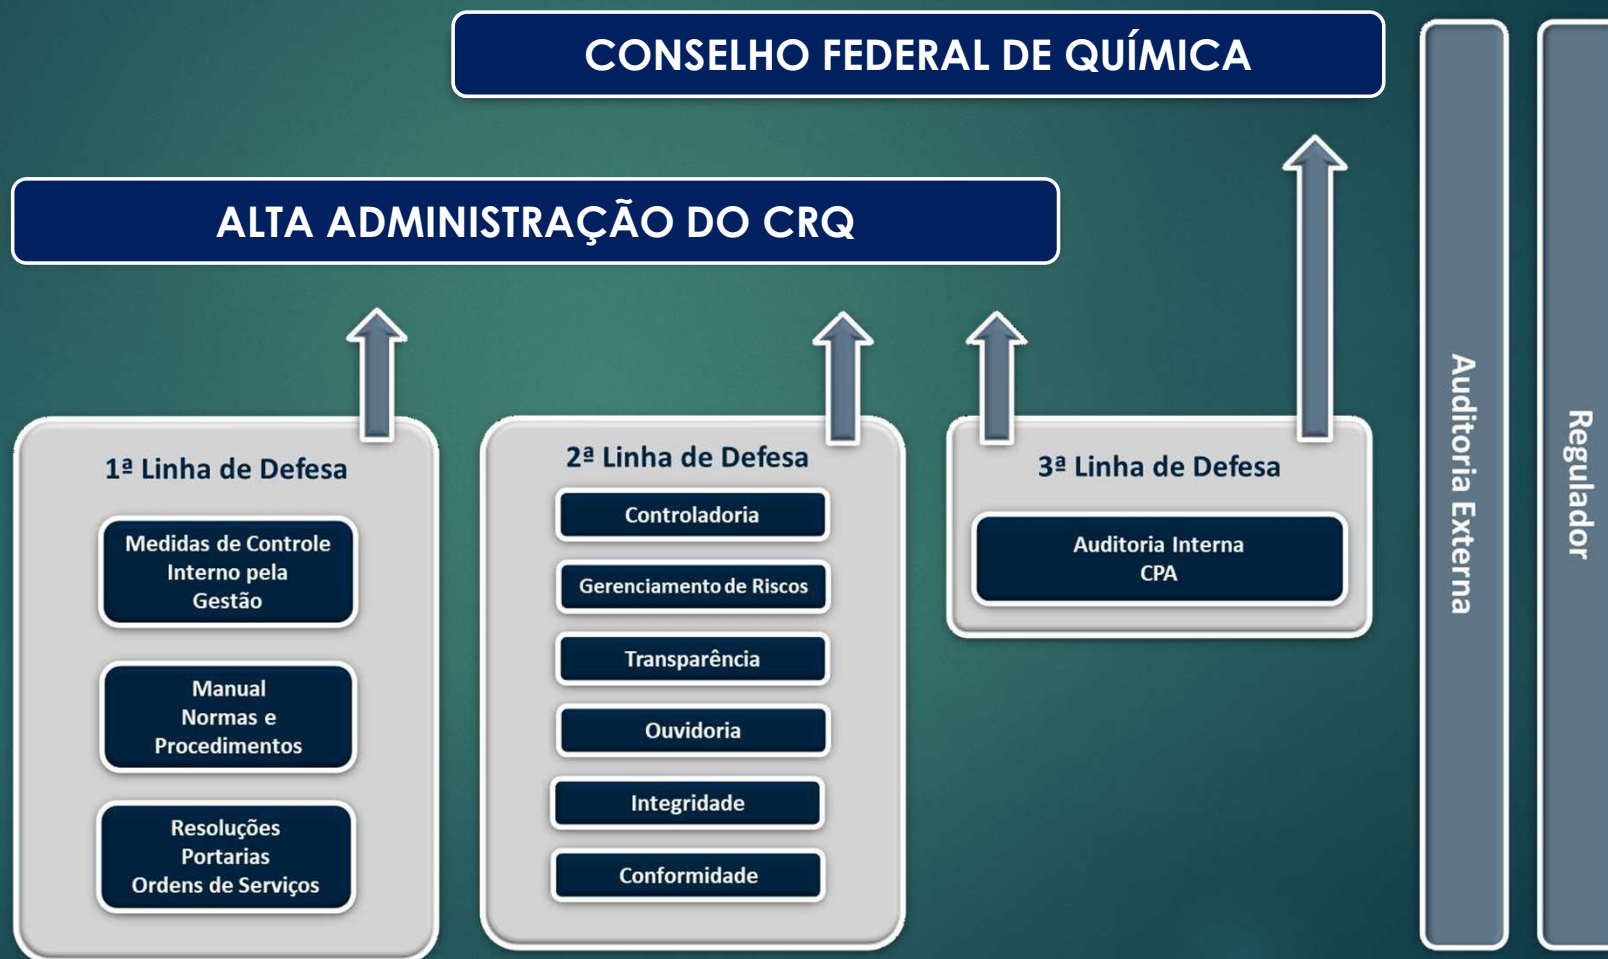 CONSELHO FEDERAL DE QUÍMICA
ALTA ADMINISTRAÇÃO DO CRQ
1ª Linha de Defesa
Medidas de Controle
Interno pela
Gestão
Manual
Normas e
Procedimentos
Resoluções
Portarias
Ordens de Serviços
2ª Linha de Defesa
Controladoria
Gerenciamento de Riscos
Transparência
Ouvidoria
Integridade
Conformidade
3ª Linha de Defesa
Auditoria Interna
CPA
Auditoria Externa
Regulador